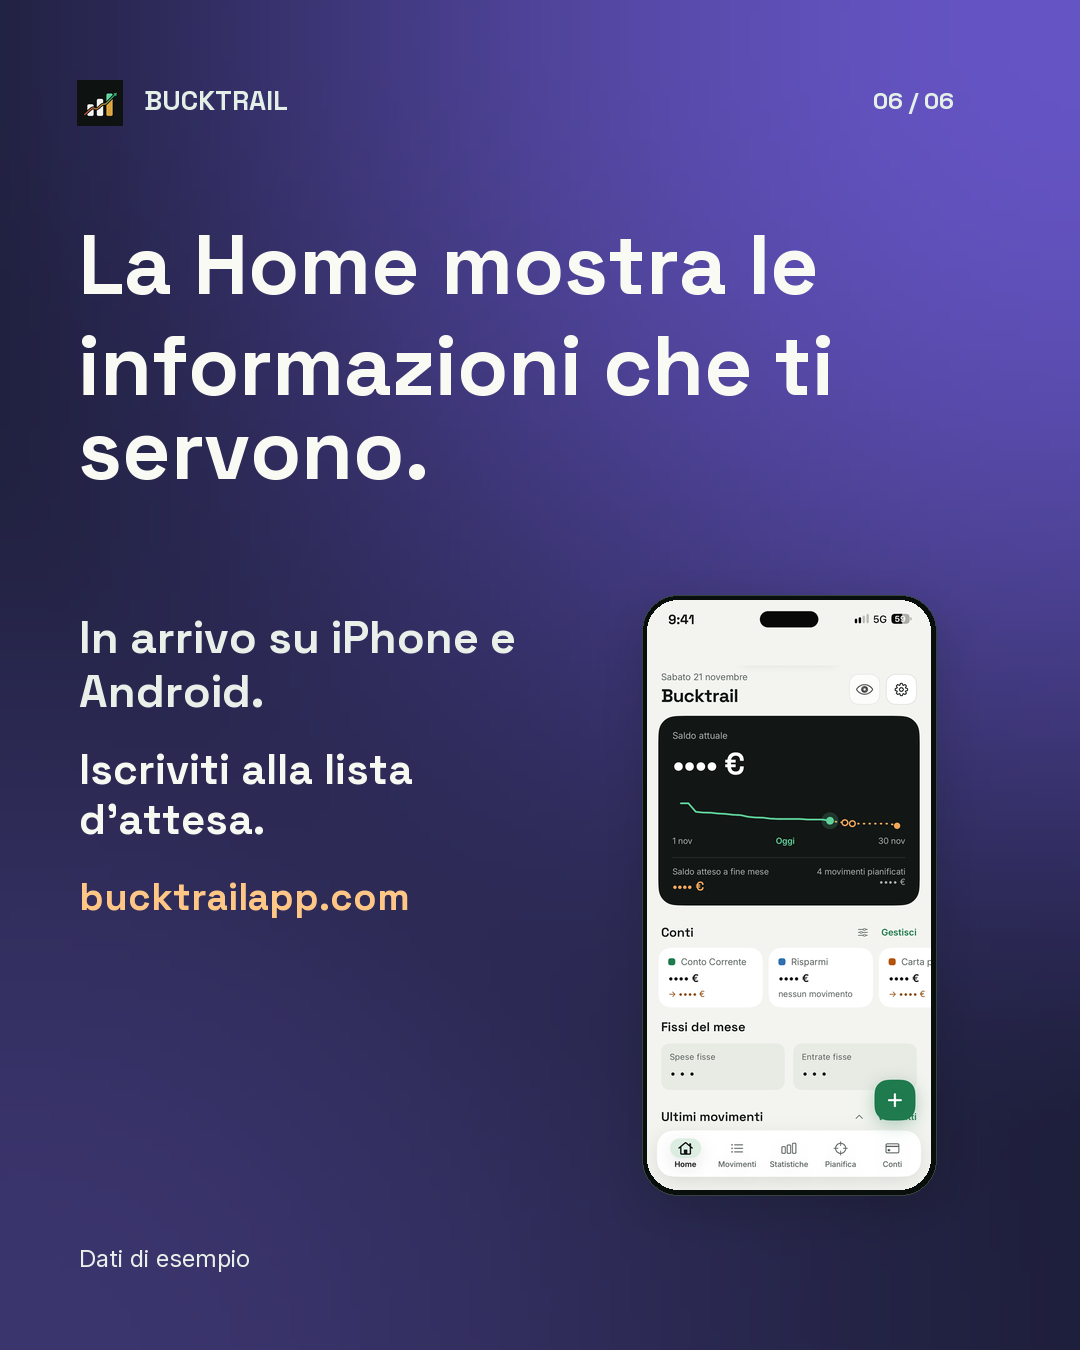 BUCKTRAIL
06 / 06
La Home mostra le
informazioni che ti
servono.
In arrivo su iPhone e
Android.
Iscriviti alla lista
d’attesa.
bucktrailapp.com
9:41
5G 59
Sabato 21 novembre
Bucktrail
Saldo attuale
•••• €
1 nov Oggi 30 nov
Saldo atteso a fine mese 4 movimenti pianificati
•••• € •••• €
Conti Gestisci
Conto Corrente Risparmi Carta
•••• € •••• € •••• €
→ •••• € nessun movimento → •••• €
Fissi del mese
Spese fisse Entrate fisse
• • • • • •
Ultimi movimenti
Home Movimenti Statistiche Pianifica Conti
Dati di esempio